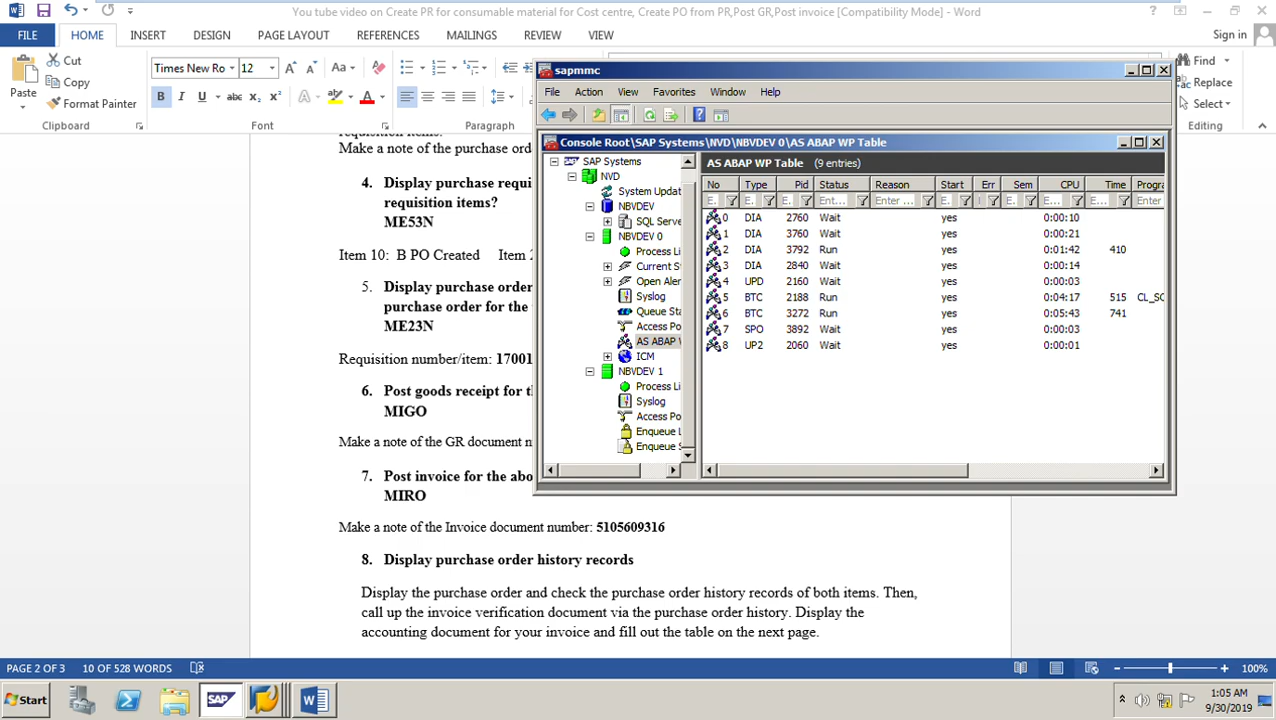 You tube video on Create PR for consumable material for Cost centre, Create PO from PR,Post GR,Post invoice [Compatibility Mode] - Word
FILE HOME INSERT DESIGN PAGE LAYOUT REFERENCES MAILINGS REVIEW VIEW Sign in
Paste
Cut
Copy
Format Painter
Clipboard
Times New Ro 12
B I U abc x₂ x²
Font
Paragraph
Find
Replace
Select
Editing
requisition items.
Make a note of the purchase ord
4. Display purchase requi
requisition items?
ME53N
Item 10: B PO Created Item 2
5. Display purchase order
purchase order for the
ME23N
Requisition number/item: 17001
6. Post goods receipt for th
MIGO
Make a note of the GR document n
7. Post invoice for the abo
MIRO
Make a note of the Invoice document number: 5105609316
8. Display purchase order history records
Display the purchase order and check the purchase order history records of both items. Then,
call up the invoice verification document via the purchase order history. Display the
accounting document for your invoice and fill out the table on the next page.
sapmmc
File Action View Favorites Window Help
Console Root\SAP Systems\NVD\NBVDEV 0\AS ABAP WP Table
SAP Systems
NVD
System Updat
NBVDEV
SQL Serve
NBVDEV 0
Process Li
Current S
Open Aler
Syslog
Queue Sta
Access Po
AS ABAP W
ICM
NBVDEV 1
Process Li
Syslog
Access Po
Enqueue L
Enqueue S
AS ABAP WP Table (9 entries)
No Type Pid Status Reason Start Err Sem CPU Time Progra
E. E. E. Ent... Enter ... E. E. E. E. E. Enter
0 DIA 2760 Wait yes 0:00:10
1 DIA 3760 Wait yes 0:00:21
2 DIA 3792 Run yes 0:01:42 410
3 DIA 2840 Wait yes 0:00:14
4 UPD 2160 Wait yes 0:00:03
5 BTC 2188 Run yes 0:04:17 515 CL_SC
6 BTC 3272 Run yes 0:05:43 741
7 SPO 3892 Wait yes 0:00:03
8 UP2 2060 Wait yes 0:00:01
PAGE 2 OF 3 10 OF 528 WORDS 100%
Start SAP 1:05 AM
9/30/2019